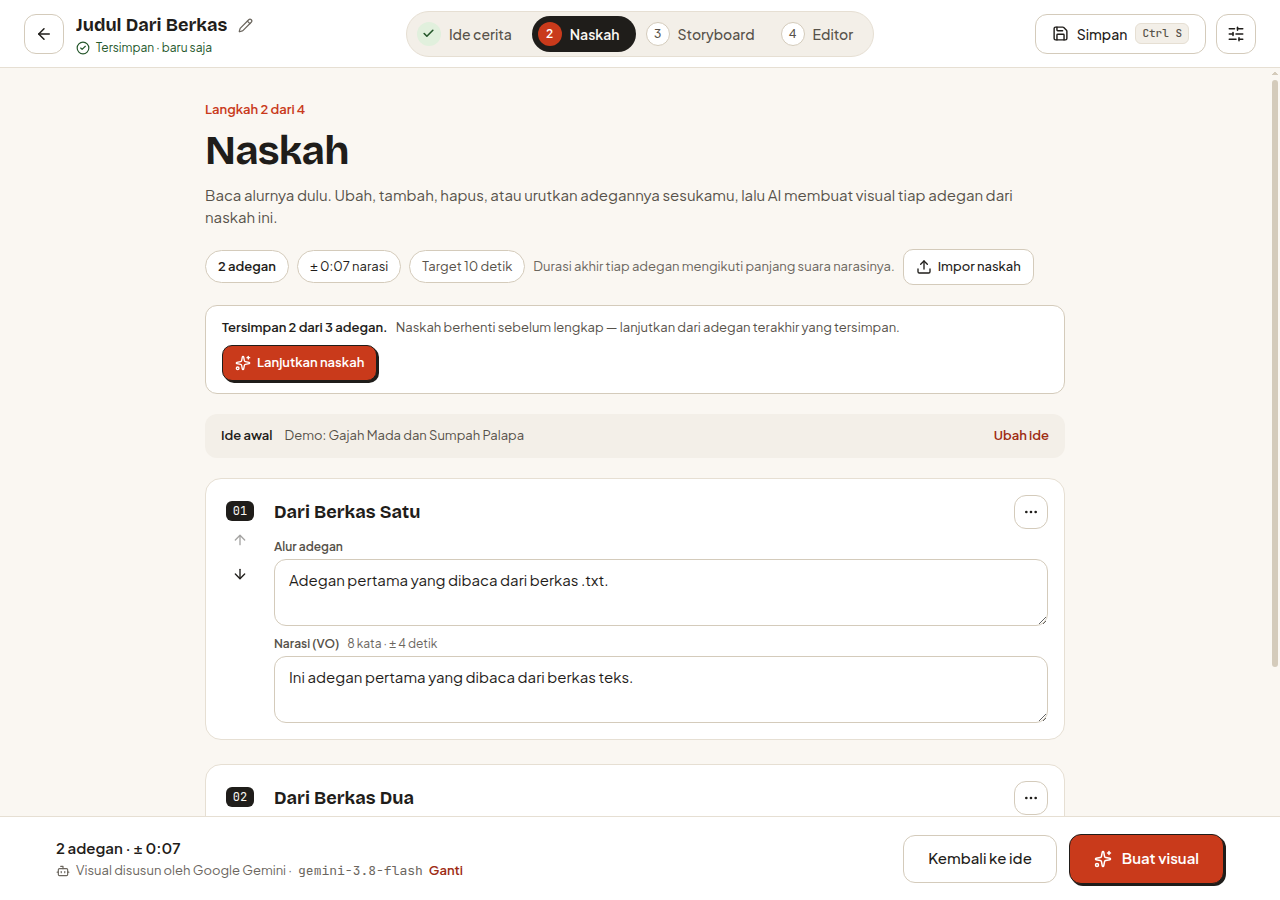 Judul Dari Berkas
Tersimpan · baru saja
Ide cerita
2 Naskah
3 Storyboard
4 Editor
Simpan Ctrl S
Langkah 2 dari 4
Naskah
Baca alurnya dulu. Ubah, tambah, hapus, atau urutkan adegannya sesukamu, lalu AI membuat visual tiap adegan dari
naskah ini.
2 adegan
± 0:07 narasi
Target 10 detik
Durasi akhir tiap adegan mengikuti panjang suara narasinya.
Impor naskah
Tersimpan 2 dari 3 adegan. Naskah berhenti sebelum lengkap — lanjutkan dari adegan terakhir yang tersimpan.
Lanjutkan naskah
Ide awal Demo: Gajah Mada dan Sumpah Palapa
Ubah ide
01 Dari Berkas Satu
Alur adegan
Adegan pertama yang dibaca dari berkas .txt.
Narasi (VO) 8 kata · ± 4 detik
Ini adegan pertama yang dibaca dari berkas teks.
02 Dari Berkas Dua
2 adegan · ± 0:07
Visual disusun oleh Google Gemini · gemini-3.8-flash Ganti
Kembali ke ide
Buat visual